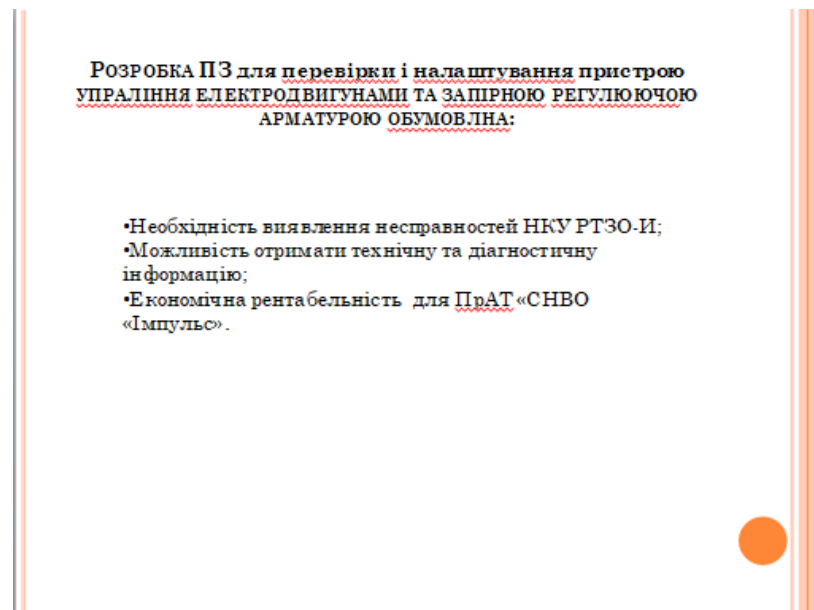 Розробка ПЗ для перевірки і налаштування пристрою
упраління електродвигунами та запірною регулюючою
арматурою обумовлна:
•Необхідність виявлення несправностей НКУ РТЗО-И;
•Можливість отримати технічну та діагностичну
інформацію;
•Економічна рентабельність для ПрАТ «СНВО
«Імпульс».